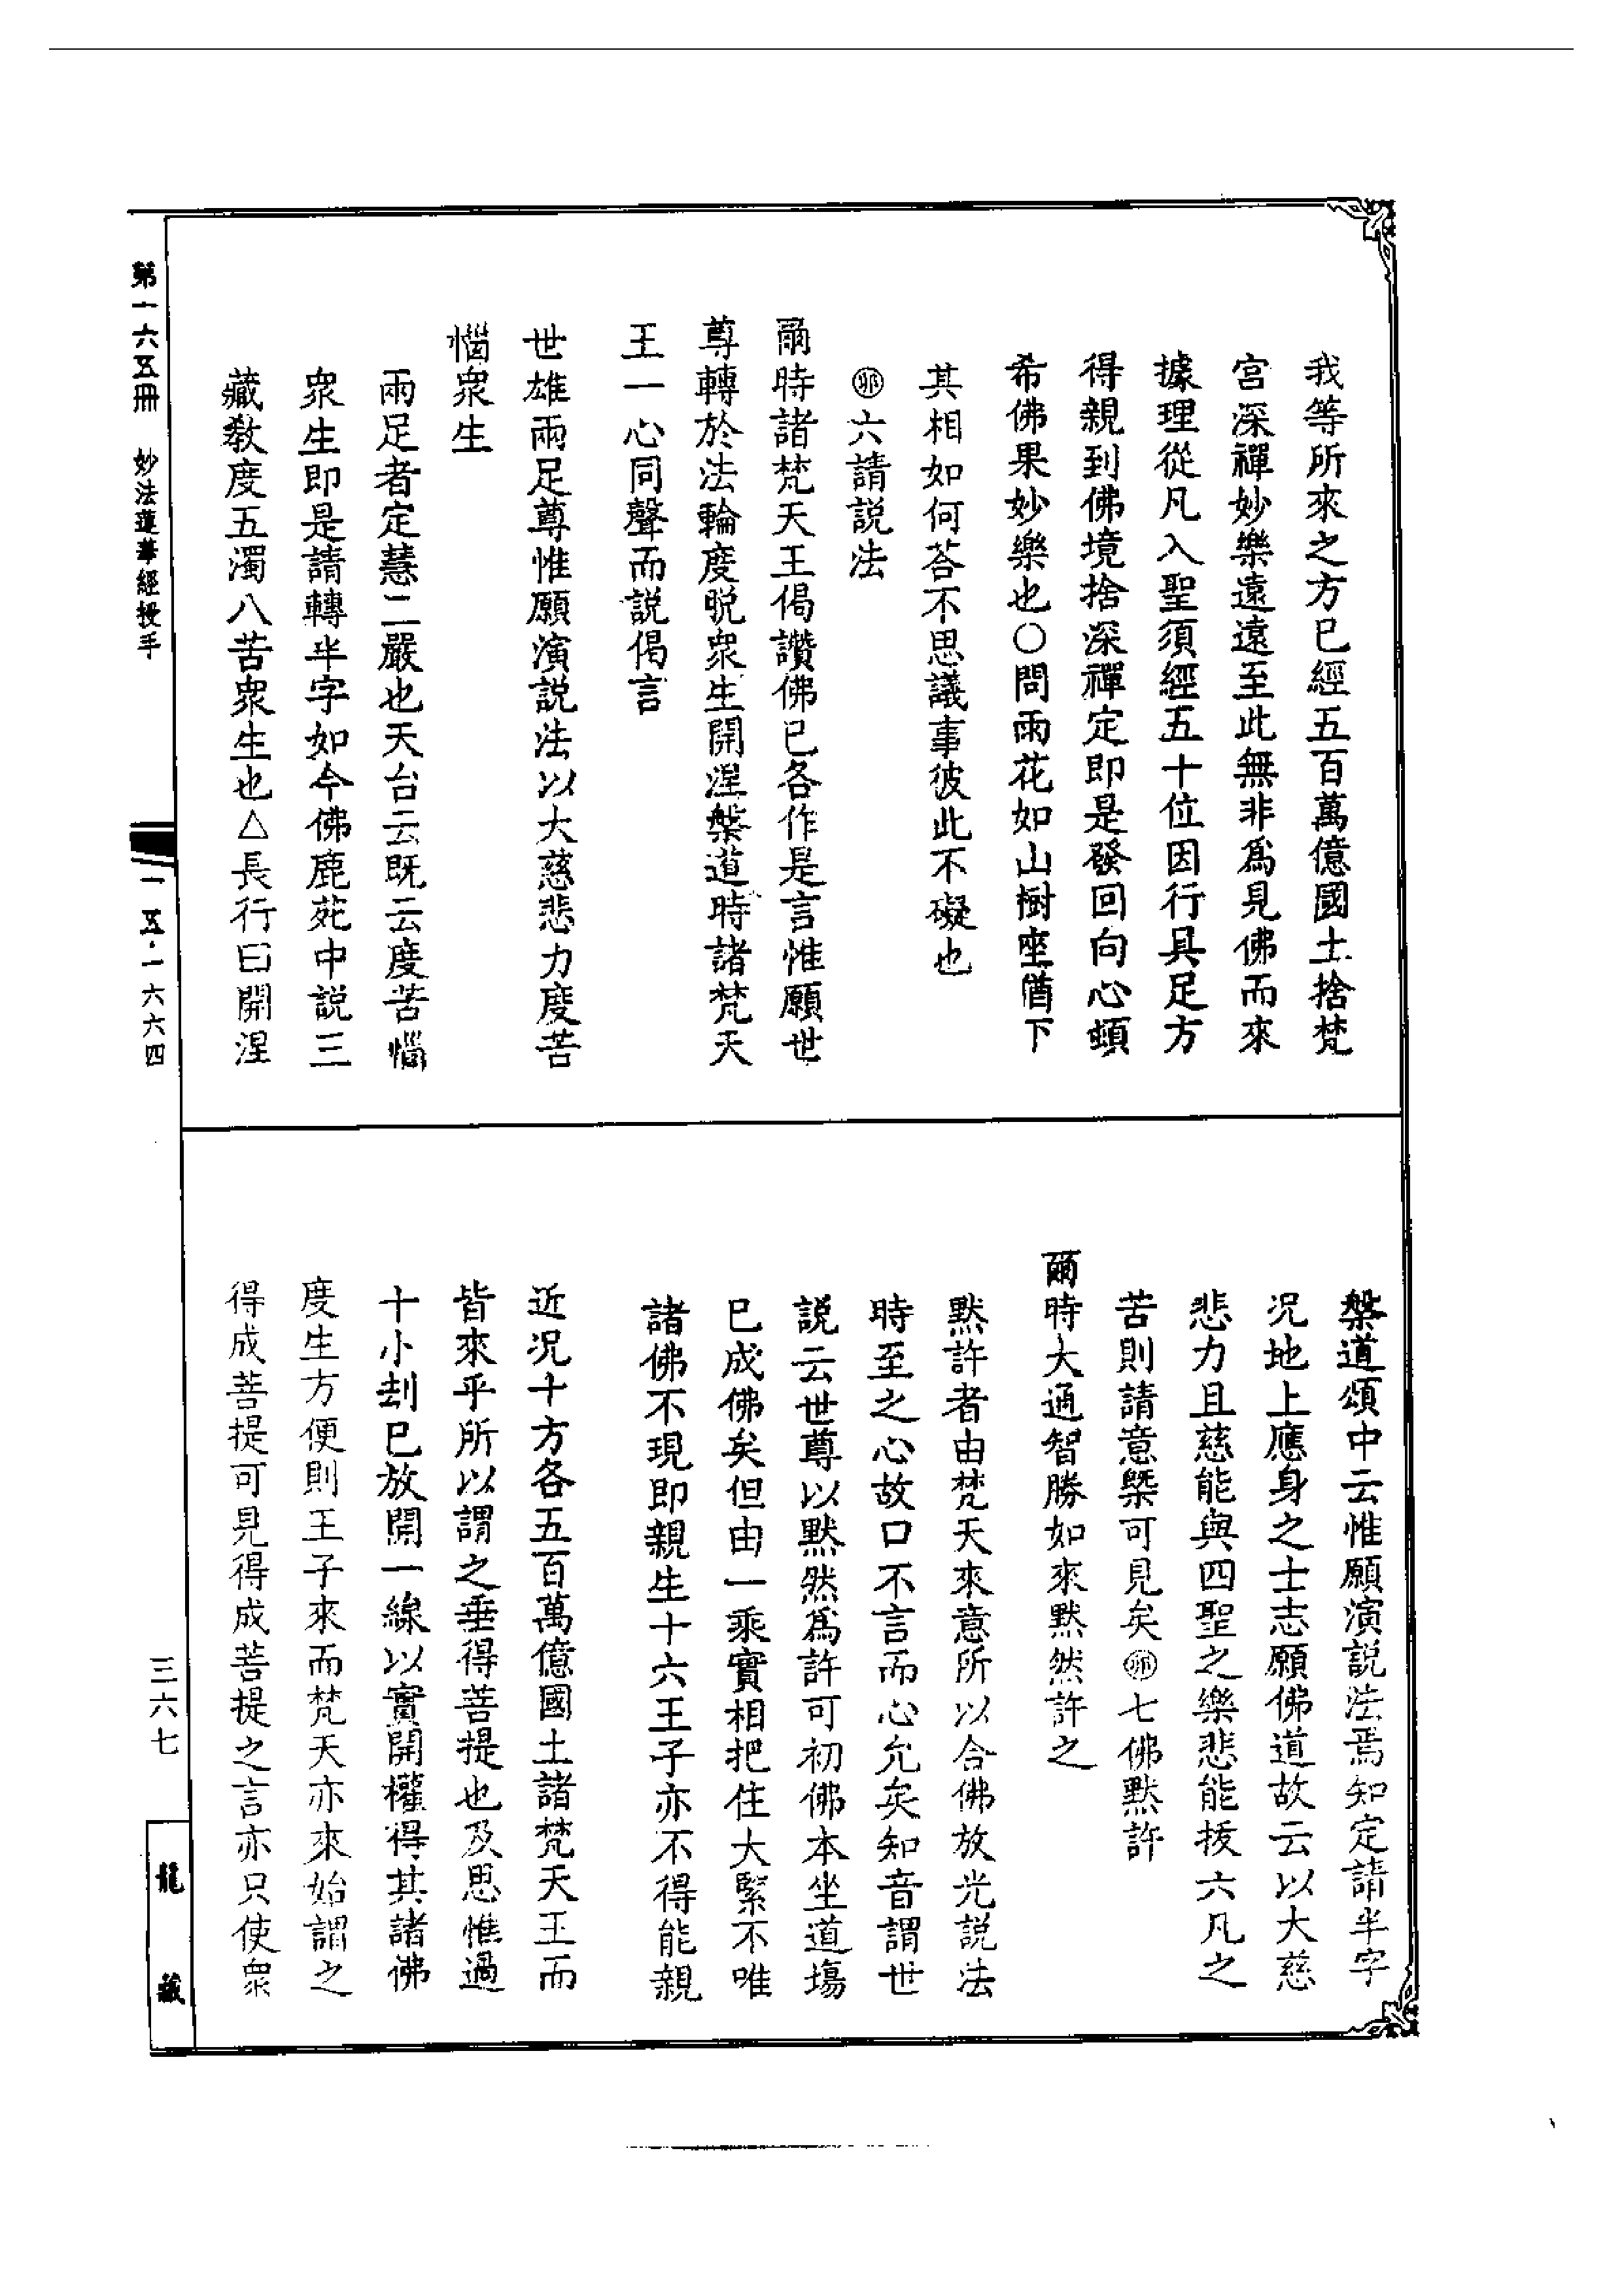 我等所來之方已經五百萬億國土捨梵
宮深禪妙樂遠遠至此無非爲見佛而來
據理從凡入聖須經五十位因行具足方
得親到佛境捨深禪定即是發回向心頓
希佛果妙樂也○問雨花如山樹座酋下
其相如何荅不思議事彼此不礙也
㊞六請説法
爾時諸梵天王偈讚佛已各作是言惟願世
尊轉於法輪度脱衆生開涅槃道時諸梵天
王一心同聲而説偈言
世雄兩足尊惟願演説法以大慈悲力度苦
惱衆生
兩足者定慧二嚴也天台云既云度苦惱
衆生即是請轉半字如今佛鹿苑中説三
藏教度五濁八苦衆生也△長行曰開涅
槃道頌中云惟願演説法焉知定請半字
况地上應身之士志願佛道故云以大慈
悲力且慈能與四聖之樂悲能拔六凡之
苦則請意槩可見矣㊞七佛默許
爾時大通智勝如來默然許之
默許者由梵天來意所以合佛放光説法
時至之心故口不言而心允矣知音謂世
説云世尊以默然爲許可初佛本坐道塲
已成佛矣但由一乘實相把住大緊不唯
諸佛不現即親生十六王子亦不得能親
近况十方各五百萬億國土諸梵天王而
皆來乎所以謂之垂得菩提也及思惟過
十小刦已放開一線以實開權得其諸佛
度生方便則王子來而梵天亦來始謂之
得成菩提可見得成菩提之言亦只使衆
第一六五冊 妙法蓮華經授手
一五·一六六四
三六七
龍藏